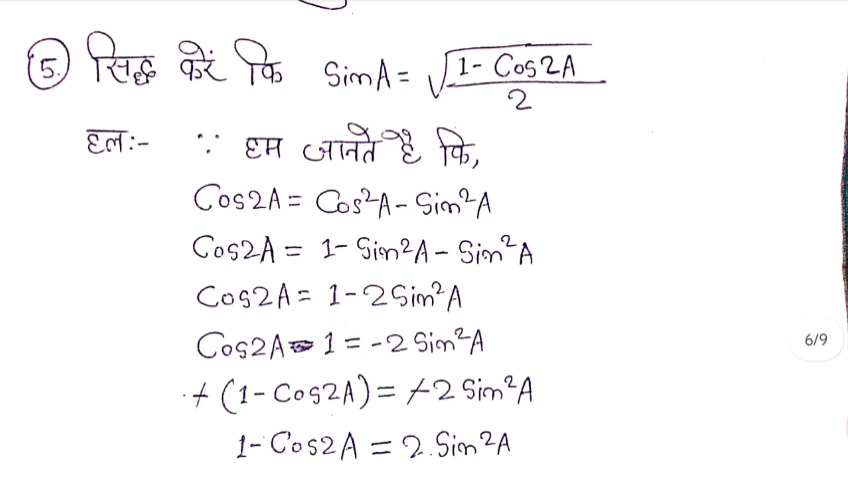 5. सिद्ध करें कि SinA = √1- Cos2A / 2
हल:- ∵ हम जानते है कि,
Cos2A = Cos²A - Sin²A
Cos2A = 1- Sin²A - Sin²A
Cos2A = 1-2Sin²A
Cos2A - 1 = -2 Sin²A
+ (1-Cos2A) = +2 Sin²A
1- Cos2A = 2.Sin²A
6/9